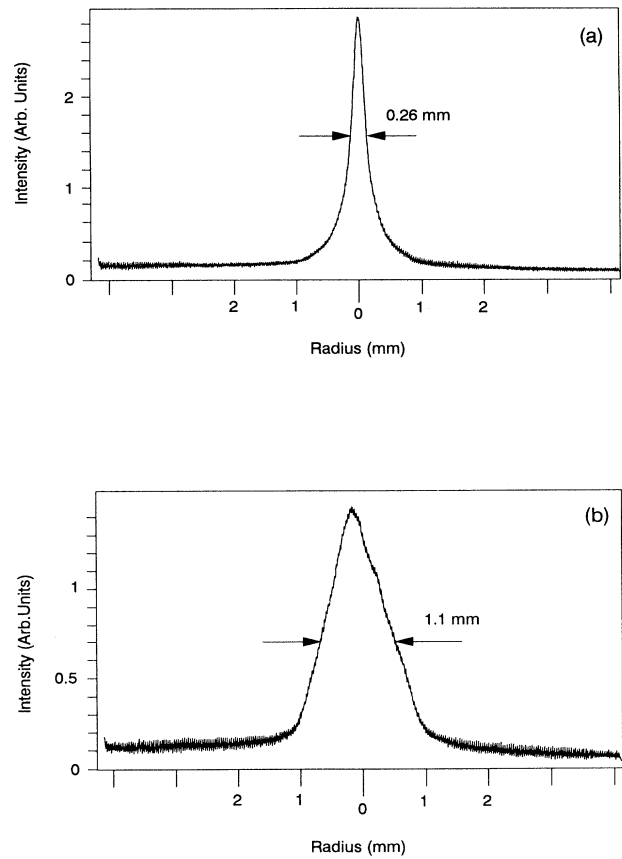 (a)
Intensity (Arb. Units)
2
1
0
0.26 mm
2 1 0 1 2
Radius (mm)
(b)
Intensity (Arb.Units)
1
0.5
0
1.1 mm
2 1 0 1 2
Radius (mm)